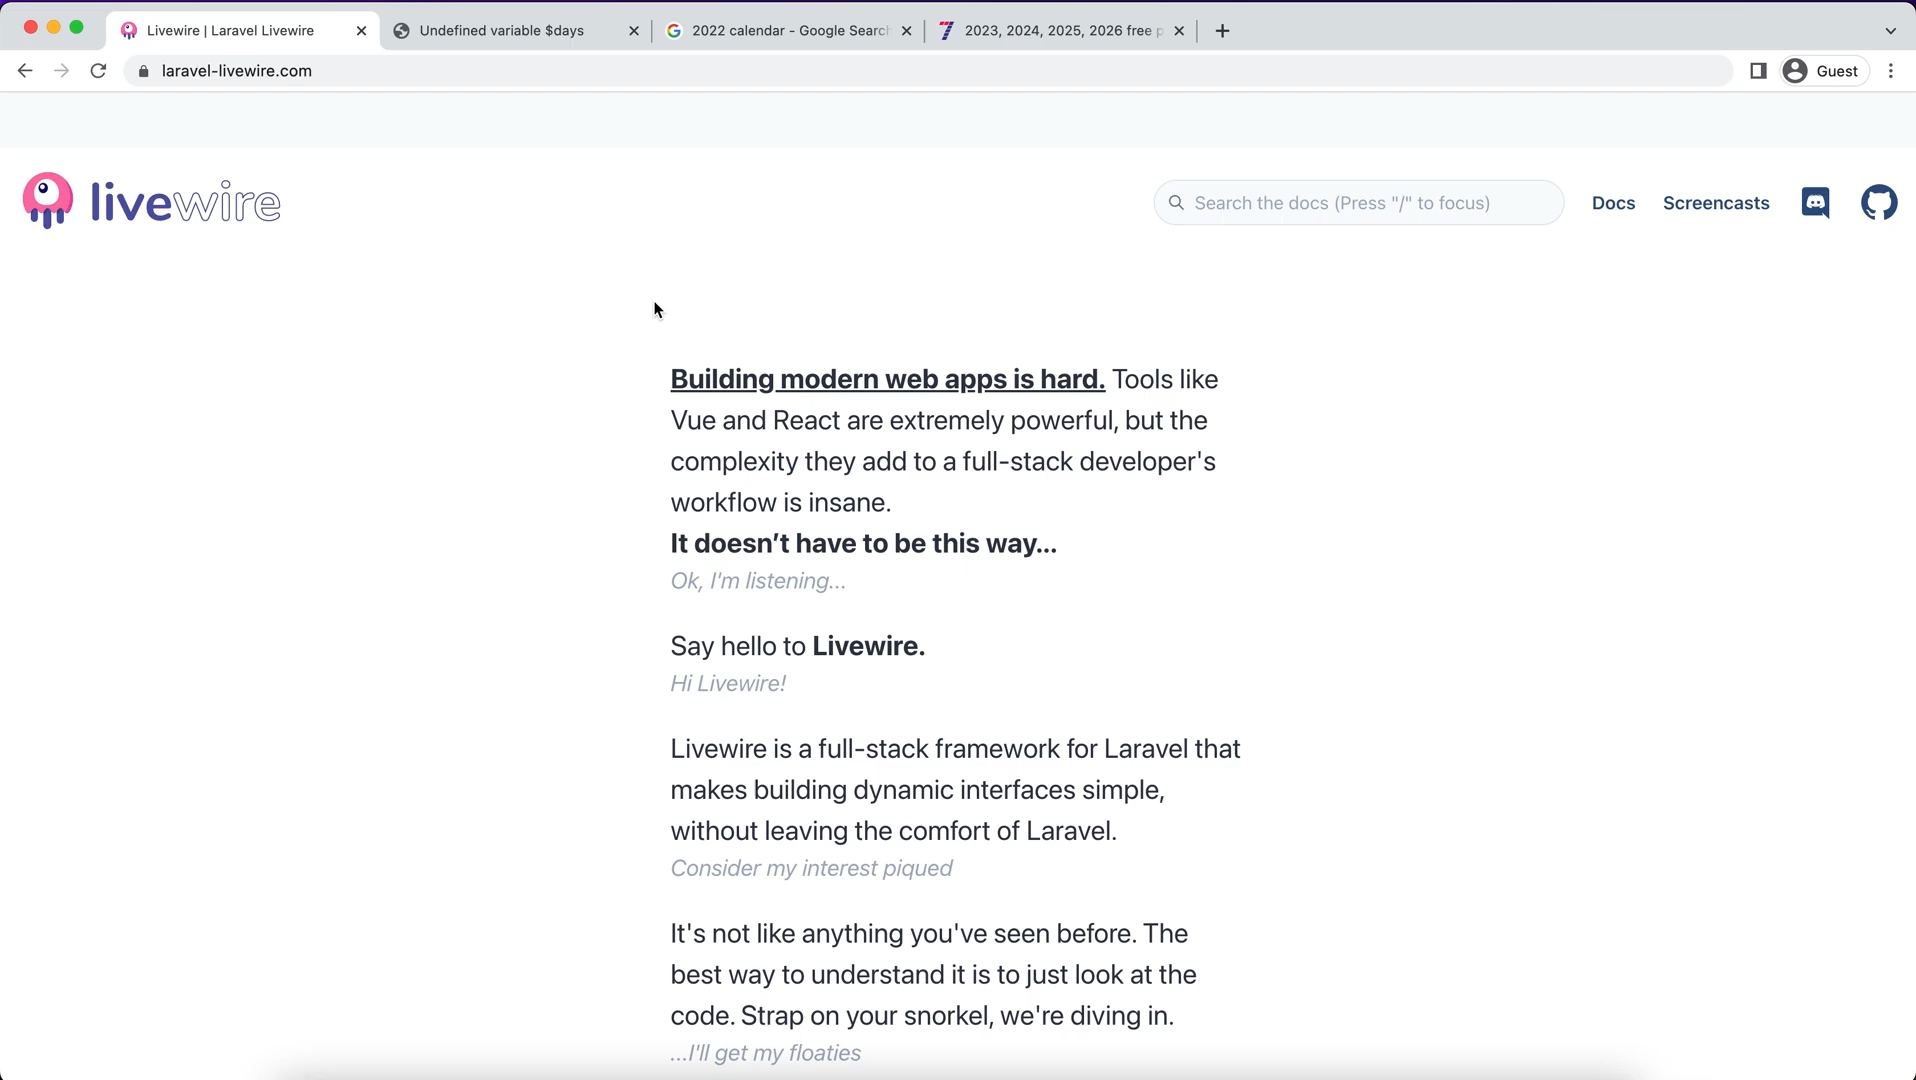 Livewire | Laravel Livewire
Undefined variable $days
2022 calendar - Google Search
2023, 2024, 2025, 2026 free p
laravel-livewire.com
Guest
livewire
Search the docs (Press "/" to focus)
Docs
Screencasts
Building modern web apps is hard. Tools like
Vue and React are extremely powerful, but the
complexity they add to a full-stack developer's
workflow is insane.
It doesn’t have to be this way...
Ok, I'm listening...
Say hello to Livewire.
Hi Livewire!
Livewire is a full-stack framework for Laravel that
makes building dynamic interfaces simple,
without leaving the comfort of Laravel.
Consider my interest piqued
It's not like anything you've seen before. The
best way to understand it is to just look at the
code. Strap on your snorkel, we're diving in.
...I'll get my floaties